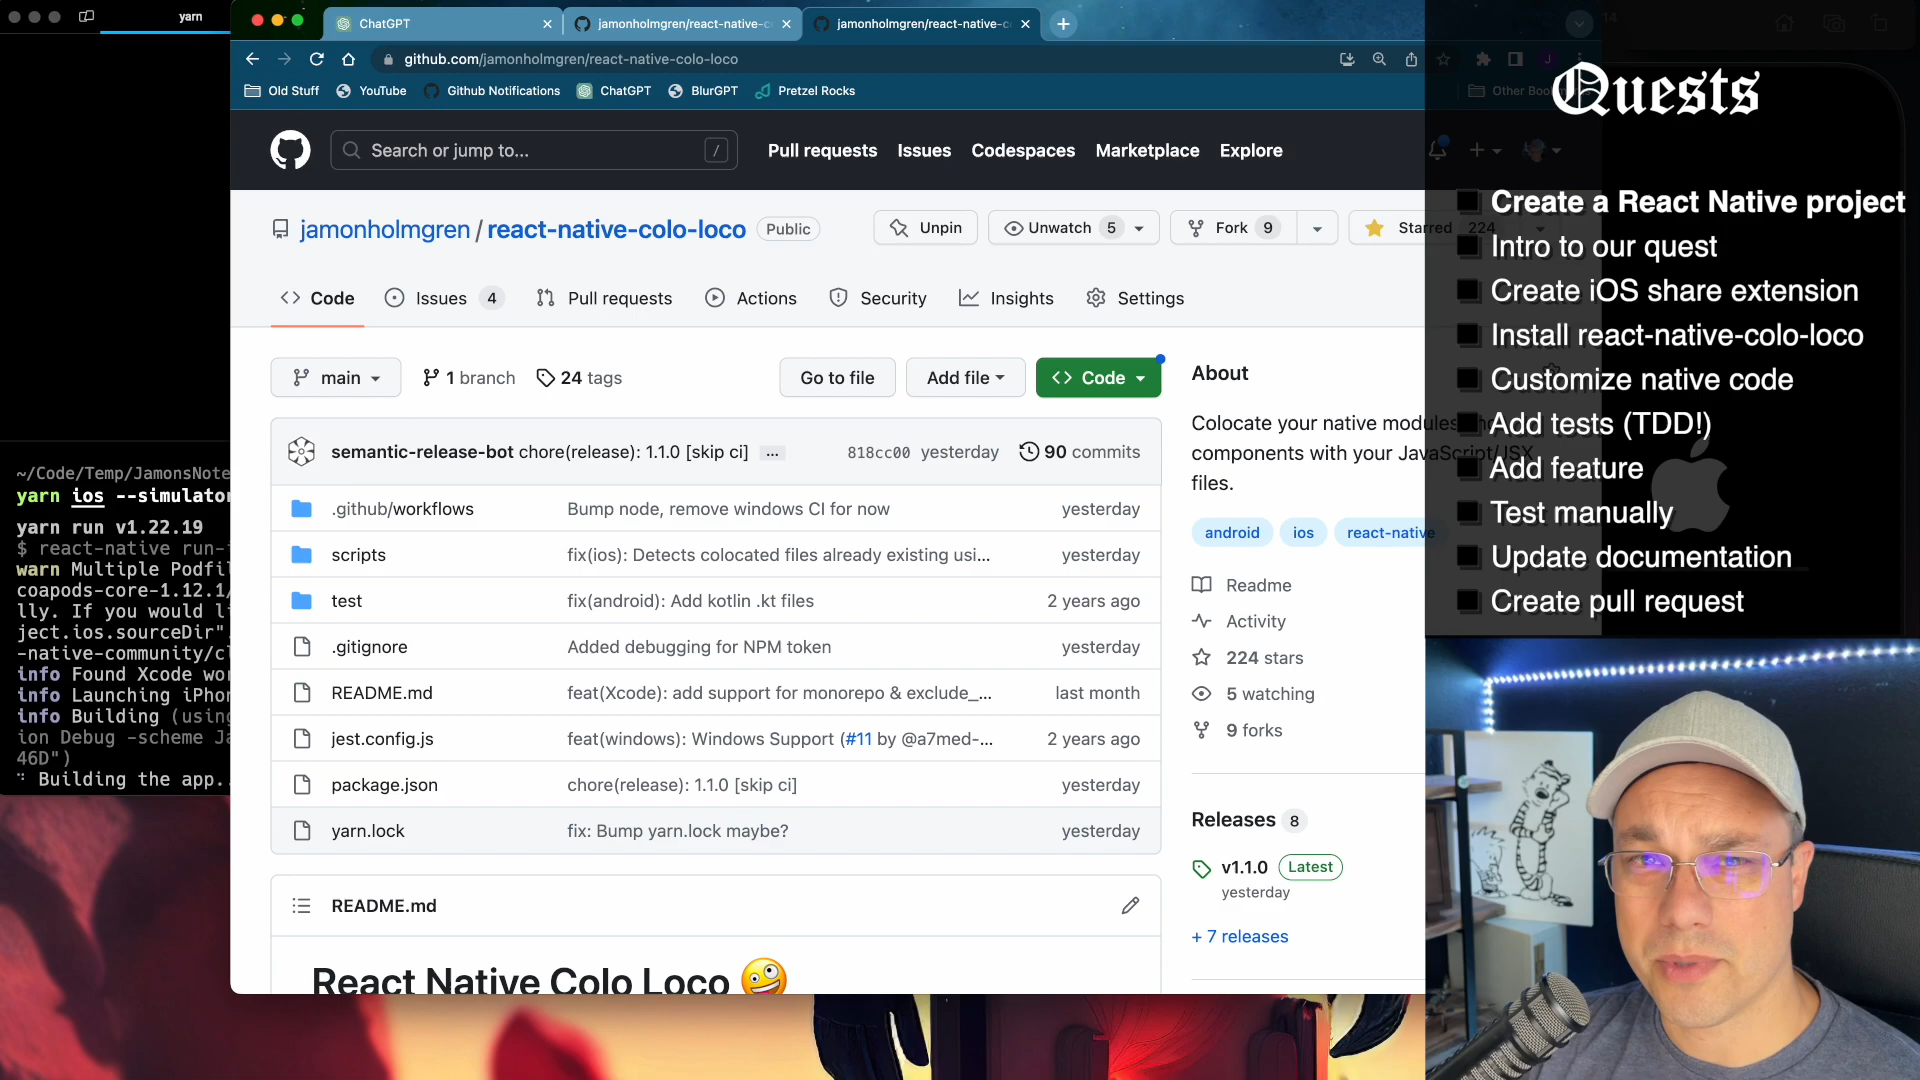 yarn
ChatGPT
jamonholmgren/react-native-c
jamonholmgren/react-native-c
14
github.com/jamonholmgren/react-native-colo-loco
J
Old Stuff
YouTube
Github Notifications
ChatGPT
BlurGPT
Pretzel Rocks
Search or jump to...
/
Pull requests
Issues
Codespaces
Marketplace
Explore
jamonholmgren / react-native-colo-loco
Public
Unpin
Unwatch 5
Fork 9
Starred 224
Code
Issues 4
Pull requests
Actions
Security
Insights
Settings
main
1 branch
24 tags
Go to file
Add file
Code
semantic-release-bot chore(release): 1.1.0 [skip ci] ... 818cc00 yesterday 90 commits
.github/workflows Bump node, remove windows CI for now yesterday
scripts fix(ios): Detects colocated files already existing usi... yesterday
test fix(android): Add kotlin .kt files 2 years ago
.gitignore Added debugging for NPM token yesterday
README.md feat(Xcode): add support for monorepo & exclude_... last month
jest.config.js feat(windows): Windows Support (#11 by @a7med-... 2 years ago
package.json chore(release): 1.1.0 [skip ci] yesterday
yarn.lock fix: Bump yarn.lock maybe? yesterday
README.md
React Native Colo Loco 🤪
About
Colocate your native modules
components with your JavaScript/JSX
files.
android
ios
react-native
Readme
Activity
224 stars
5 watching
9 forks
Releases 8
v1.1.0 Latest
yesterday
+ 7 releases
~/Code/Temp/JamonsNote
yarn ios --simulator
yarn run v1.22.19
$ react-native run-
warn Multiple Podfil
coapods-core-1.12.1/
lly. If you would l
ject.ios.sourceDir"
-native-community/cl
info Found Xcode wo
info Launching iPhon
info Building (using
ion Debug -scheme Ja
46D")
Building the app..
Quests
Create a React Native project
Intro to our quest
Create iOS share extension
Install react-native-colo-loco
Customize native code
Add tests (TDD!)
Add feature
Test manually
Update documentation
Create pull request